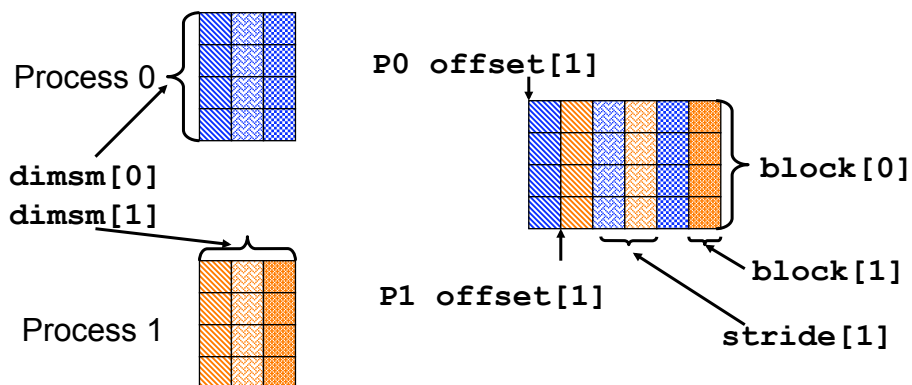 Process 0
dimsm[0]
dimsm[1]
Process 1
P0 offset[1]
block[0]
block[1]
P1 offset[1]
stride[1]